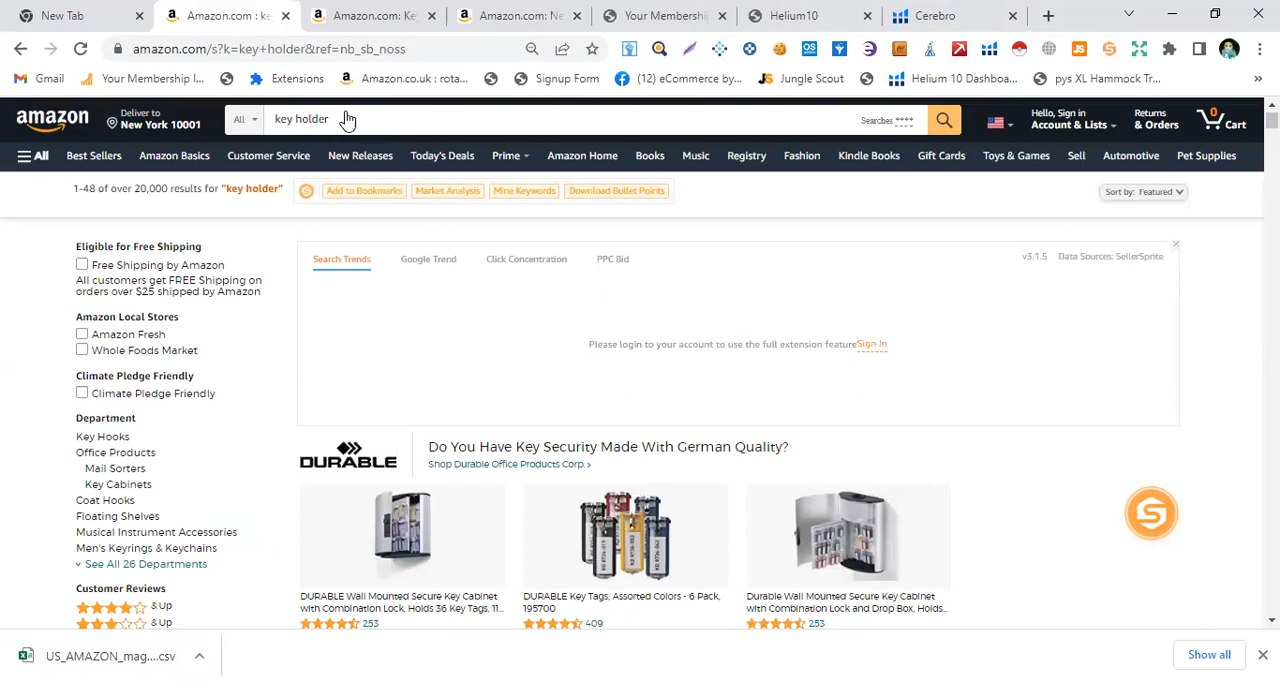 New Tab
Amazon.com : ke
Amazon.com: Ke
Amazon.com: Ne
Your Membership
Helium10
Cerebro
amazon.com/s?k=key+holder&ref=nb_sb_noss
Gmail
Your Membership I...
Extensions
Amazon.co.uk : rota...
Signup Form
(12) eCommerce by...
Jungle Scout
Helium 10 Dashboa...
pys XL Hammock Tr...
»
amazon
Deliver to
New York 10001
All
key holder
Searches ****
Hello, Sign in
Account & Lists
Returns
& Orders
0
Cart
All
Best Sellers
Amazon Basics
Customer Service
New Releases
Today's Deals
Prime
Amazon Home
Books
Music
Registry
Fashion
Kindle Books
Gift Cards
Toys & Games
Sell
Automotive
Pet Supplies
1-48 of over 20,000 results for "key holder"
Add to Bookmarks
Market Analysis
Mine Keywords
Download Bullet Points
Sort by: Featured
Eligible for Free Shipping
Free Shipping by Amazon
All customers get FREE Shipping on
orders over $25 shipped by Amazon
Amazon Local Stores
Amazon Fresh
Whole Foods Market
Climate Pledge Friendly
Climate Pledge Friendly
Department
Key Hooks
Office Products
Mail Sorters
Key Cabinets
Coat Hooks
Floating Shelves
Musical Instrument Accessories
Men's Keyrings & Keychains
See All 26 Departments
Customer Reviews
& Up
& Up
Search Trends
Google Trend
Click Concentration
PPC Bid
v3.1.5
Data Sources: SellerSprite
Please login to your account to use the full extension feature Sign In
DURABLE
Do You Have Key Security Made With German Quality?
Shop Durable Office Products Corp. ›
DURABLE Wall Mounted Secure Key Cabinet
with Combination Lock, Holds 36 Key Tags, 11...
253
DURABLE Key Tags, Assorted Colors - 6 Pack,
195700
409
Durable Wall Mounted Secure Key Cabinet
with Combination Lock and Drop Box, Holds...
253
US_AMAZON_mag....csv
Show all